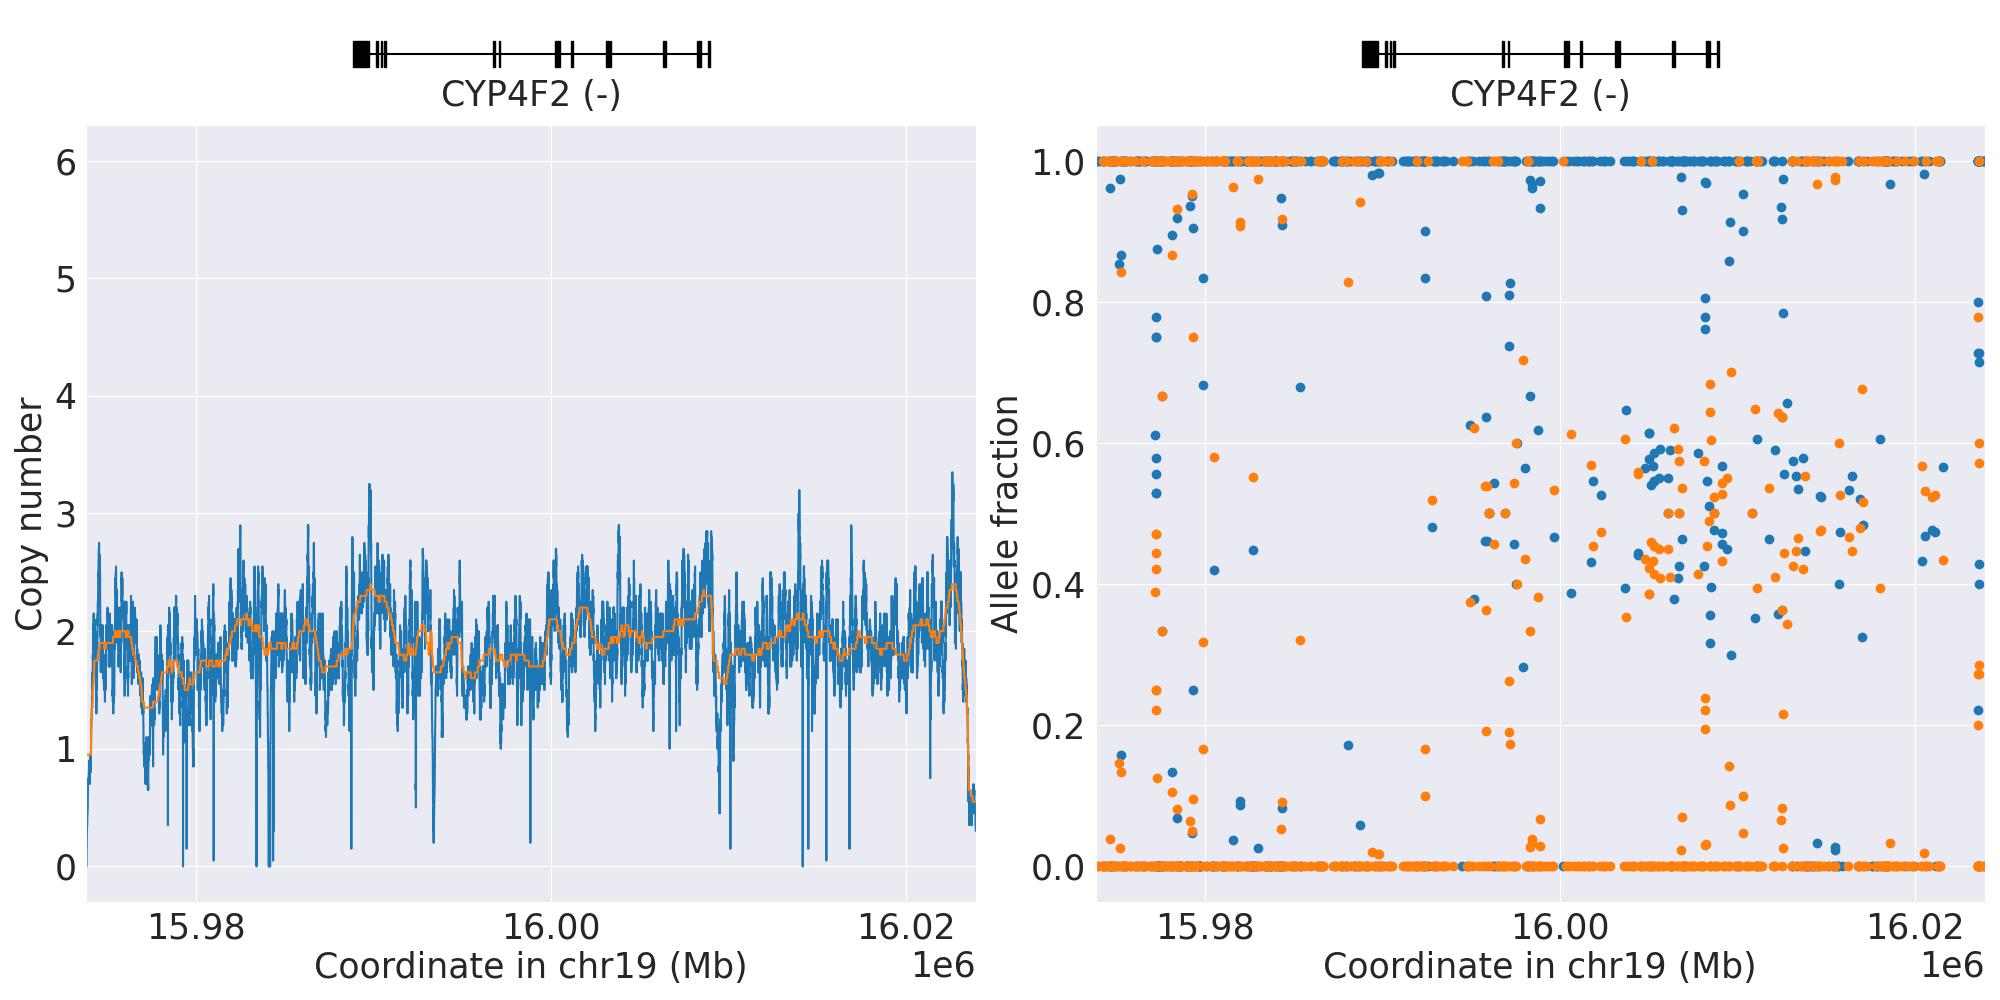 CYP4F2 (-)
6
5
4
3
2
1
0
Copy number
15.98
16.00
16.02
Coordinate in chr19 (Mb)
1e6
CYP4F2 (-)
1.0
0.8
0.6
0.4
0.2
0.0
Allele fraction
15.98
16.00
16.02
Coordinate in chr19 (Mb)
1e6